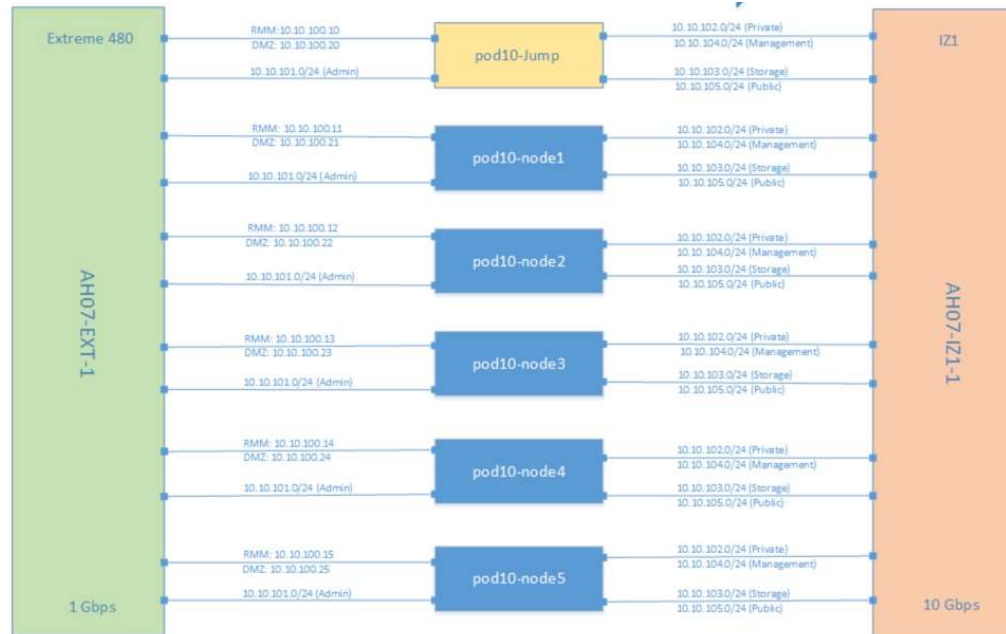 Extreme 480
AH07-EXT-1
1 Gbps
RMM: 10.10.100.10
DMZ: 10.10.100.20
10.10.101.0/24 (Admin)
pod10-Jump
10.10.102.0/24 (Private)
10.10.104.0/24 (Management)
10.10.103.0/24 (Storage)
10.10.105.0/24 (Public)
RMM: 10.10.100.11
DMZ: 10.10.100.21
10.10.101.0/24 (Admin)
pod10-node1
10.10.102.0/24 (Private)
10.10.104.0/24 (Management)
10.10.103.0/24 (Storage)
10.10.105.0/24 (Public)
RMM: 10.10.100.12
DMZ: 10.10.100.22
10.10.101.0/24 (Admin)
pod10-node2
10.10.102.0/24 (Private)
10.10.104.0/24 (Management)
10.10.103.0/24 (Storage)
10.10.105.0/24 (Public)
RMM: 10.10.100.13
DMZ: 10.10.100.23
10.10.101.0/24 (Admin)
pod10-node3
10.10.102.0/24 (Private)
10.10.104.0/24 (Management)
10.10.103.0/24 (Storage)
10.10.105.0/24 (Public)
RMM: 10.10.100.14
DMZ: 10.10.100.24
10.10.101.0/24 (Admin)
pod10-node4
10.10.102.0/24 (Private)
10.10.104.0/24 (Management)
10.10.103.0/24 (Storage)
10.10.105.0/24 (Public)
RMM: 10.10.100.15
DMZ: 10.10.100.25
10.10.101.0/24 (Admin)
pod10-node5
10.10.102.0/24 (Private)
10.10.104.0/24 (Management)
10.10.103.0/24 (Storage)
10.10.105.0/24 (Public)
IZ1
AH07-IZ1-1
10 Gbps